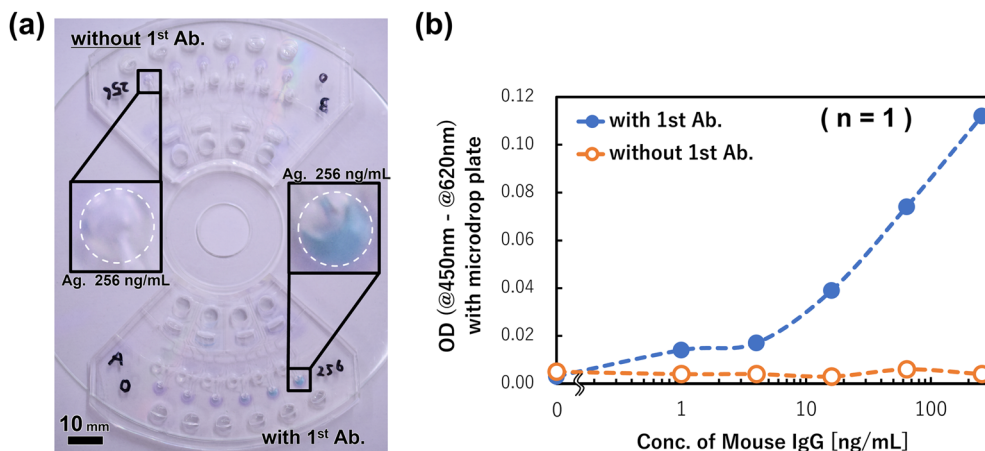 (a)
without 1st Ab.
256
0
B
Ag. 256 ng/mL
Ag. 256 ng/mL
A
0
256
10 mm
with 1st Ab.
(b)
OD (@450nm - @620nm)
with microdrop plate
0.12
0.10
0.08
0.06
0.04
0.02
0.00
with 1st Ab.
without 1st Ab.
( n = 1 )
0
1
10
100
Conc. of Mouse IgG [ng/mL]